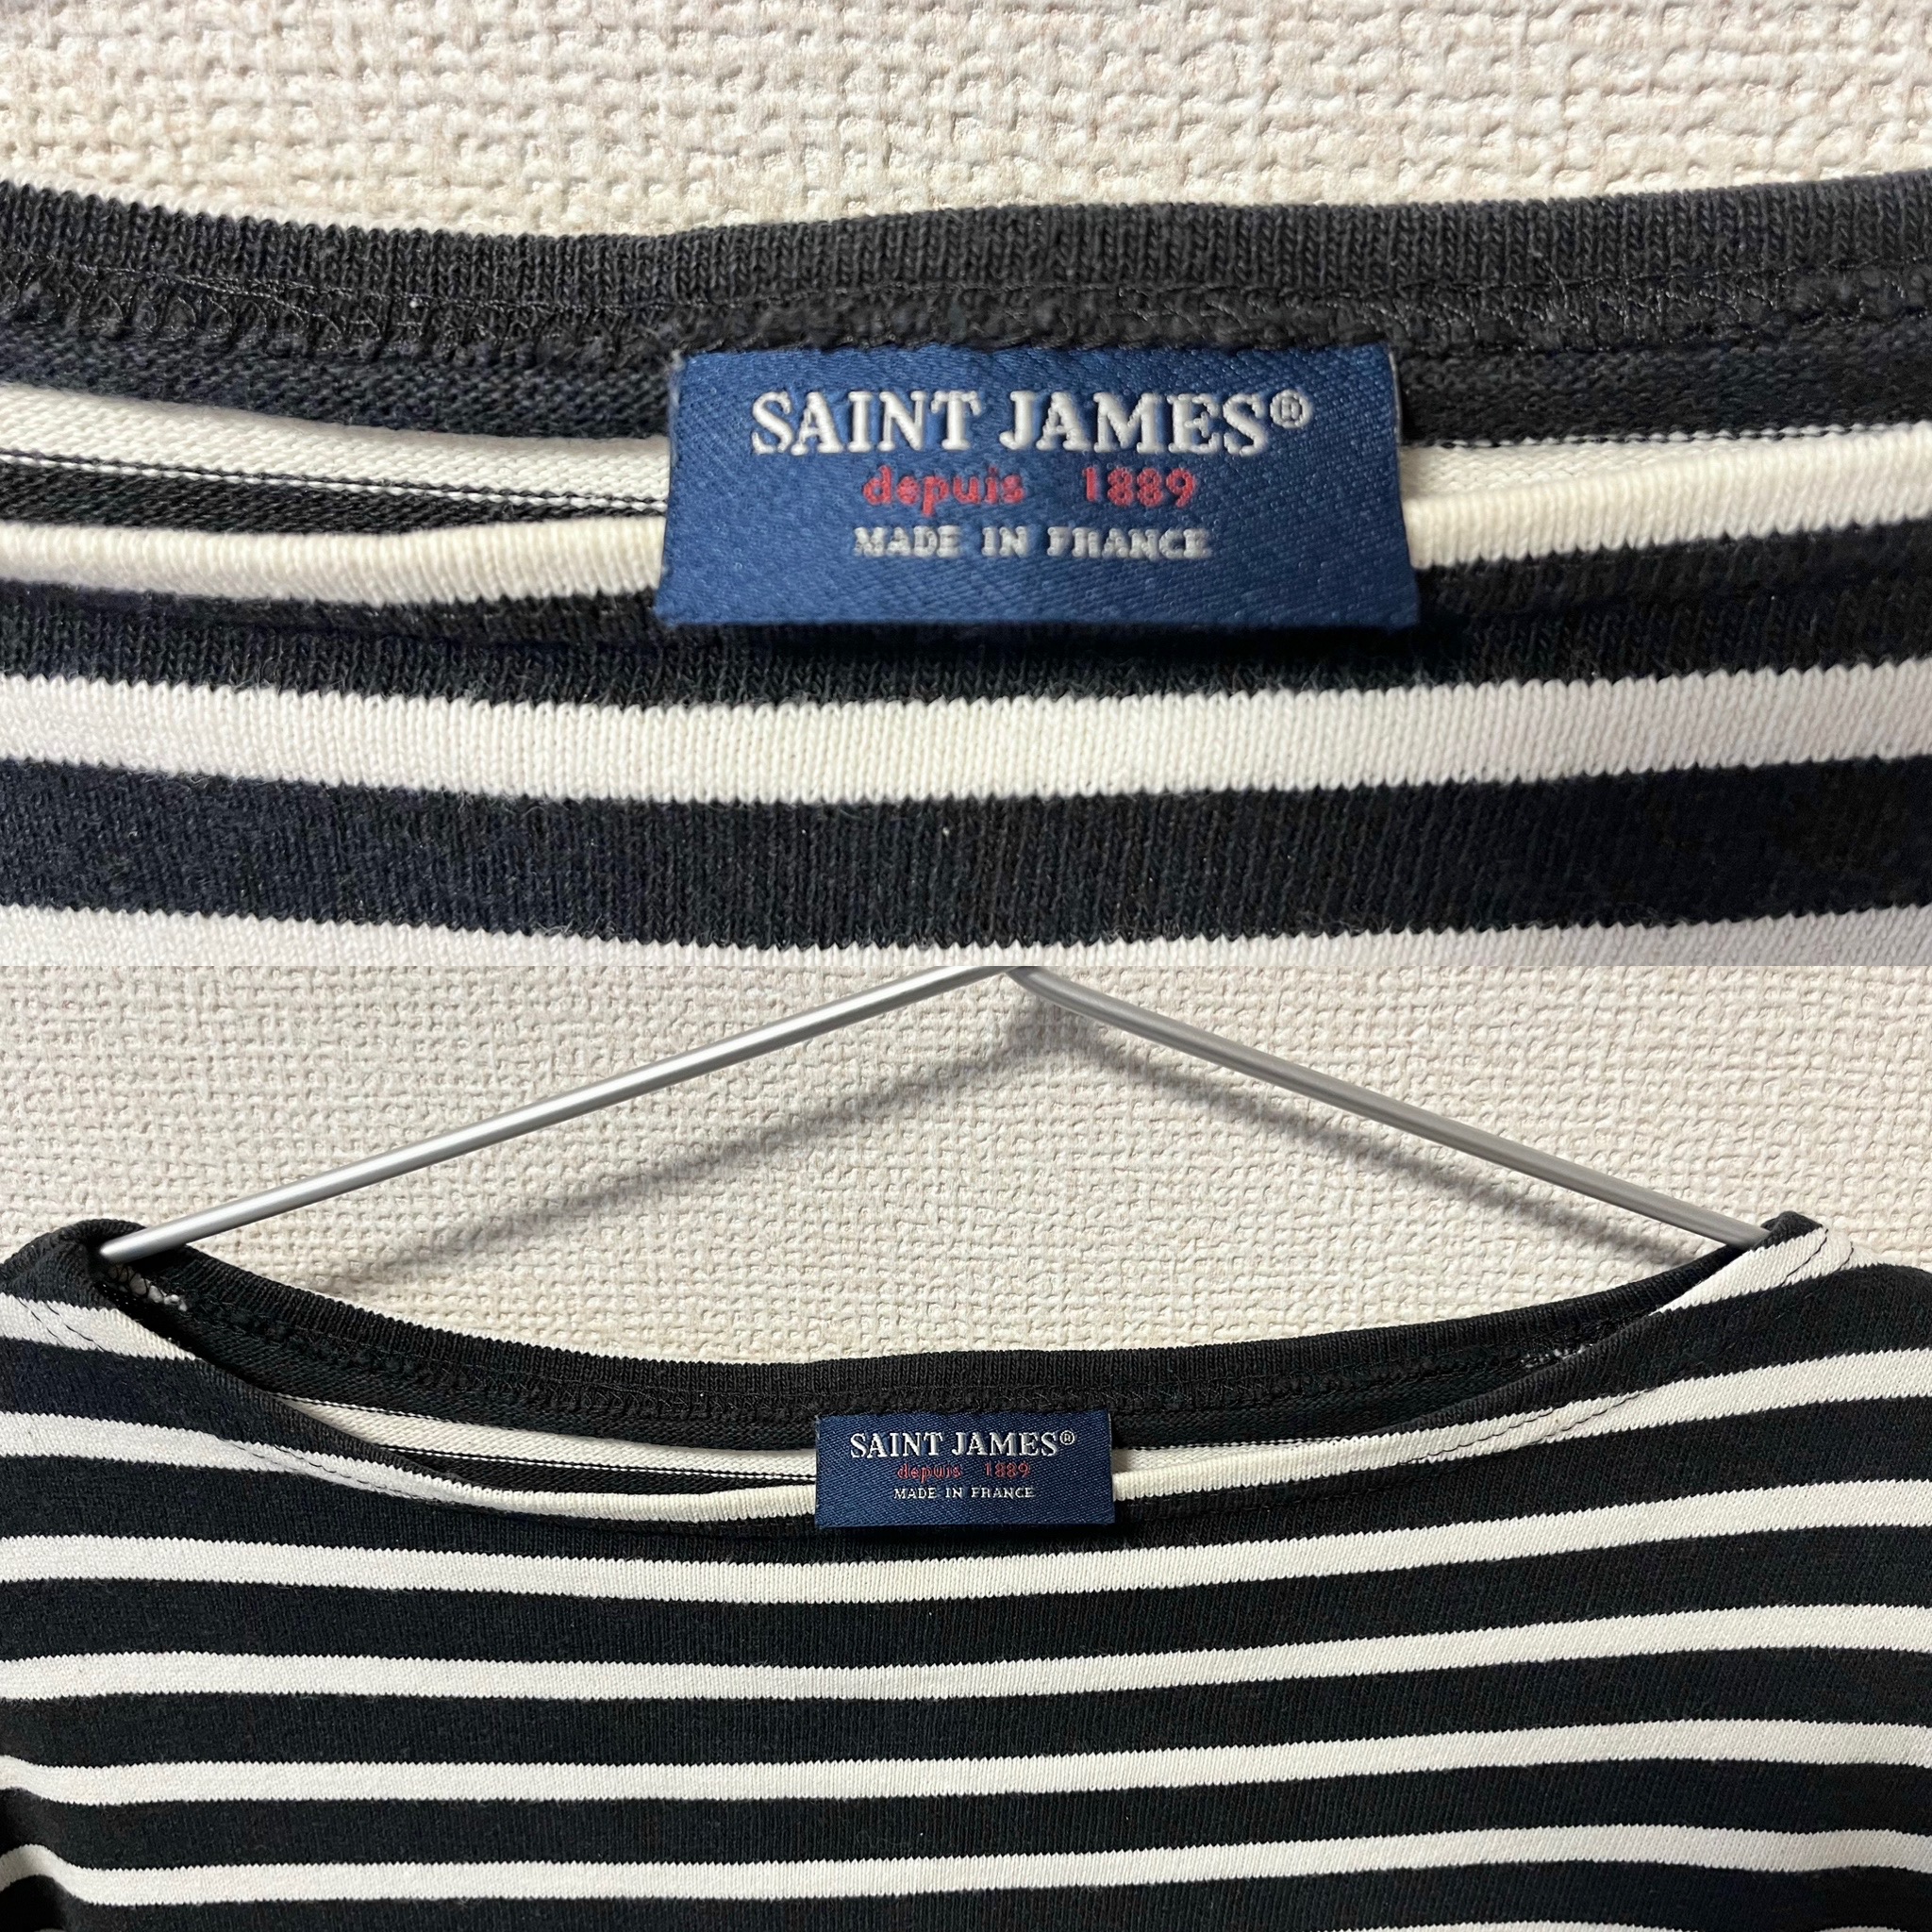 SAINT JAMES®
depuis 1889
MADE IN FRANCE
SAINT JAMES®
depuis 1889
MADE IN FRANCE